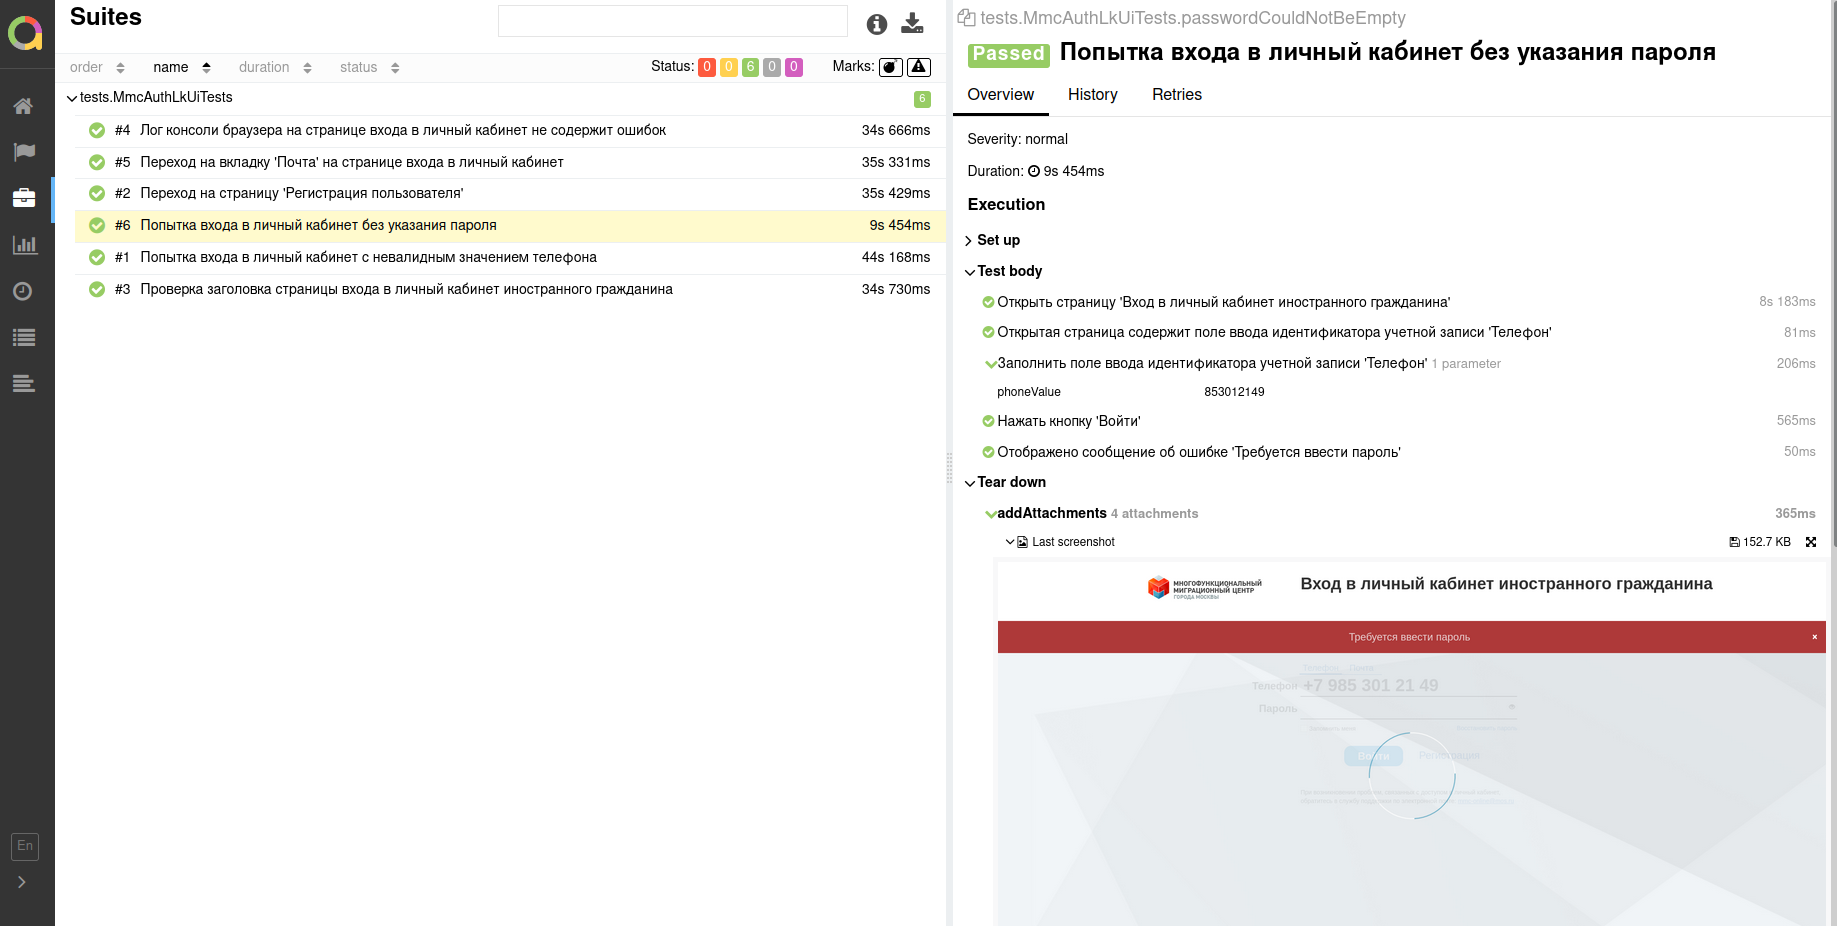 Suites
order name duration status Status: 0 0 6 0 0 Marks:
tests.MmcAuthLkUiTests 6
#4 Лог консоли браузера на странице входа в личный кабинет не содержит ошибок 34s 666ms
#5 Переход на вкладку 'Почта' на странице входа в личный кабинет 35s 331ms
#2 Переход на страницу 'Регистрация пользователя' 35s 429ms
#6 Попытка входа в личный кабинет без указания пароля 9s 454ms
#1 Попытка входа в личный кабинет с невалидным значением телефона 44s 168ms
#3 Проверка заголовка страницы входа в личный кабинет иностранного гражданина 34s 730ms
En
tests.MmcAuthLkUiTests.passwordCouldNotBeEmpty
Passed Попытка входа в личный кабинет без указания пароля
Overview History Retries
Severity: normal
Duration: 9s 454ms
Execution
Set up
Test body
Открыть страницу 'Вход в личный кабинет иностранного гражданина' 8s 183ms
Открытая страница содержит поле ввода идентификатора учетной записи 'Телефон' 81ms
Заполнить поле ввода идентификатора учетной записи 'Телефон' 1 parameter 206ms
phoneValue 853012149
Нажать кнопку 'Войти' 565ms
Отображено сообщение об ошибке 'Требуется ввести пароль' 50ms
Tear down
addAttachments 4 attachments 365ms
Last screenshot 152.7 KB
МНОГОФУНКЦИОНАЛЬНЫЙ
МИГРАЦИОННЫЙ ЦЕНТР
ГОРОДА МОСКВЫ
Вход в личный кабинет иностранного гражданина
Требуется ввести пароль ×
Телефон Почта
Телефон +7 985 301 21 49
Пароль
Войти Регистрация